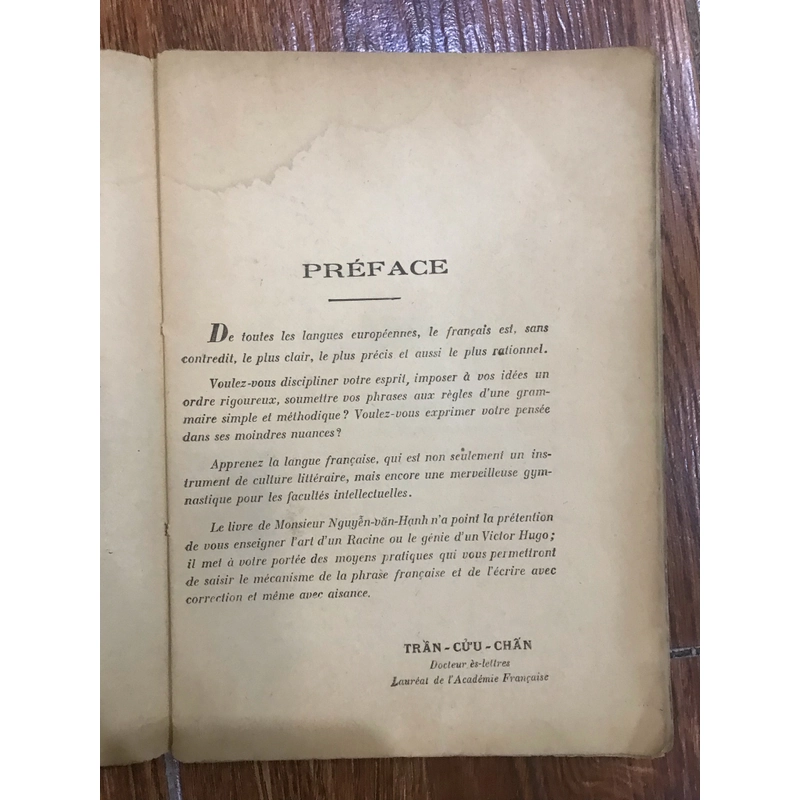 PRÉFACE
De toutes les langues européennes, le français est, sans
contredit, le plus clair, le plus précis et aussi le plus rationnel.
Voulez-vous discipliner votre esprit, imposer à vos idées un
ordre rigoureux, soumettre vos phrases aux règles d'une gram-
maire simple et méthodique? Voulez-vous exprimer votre pensée
dans ses moindres nuances?
Apprenez la langue française, qui est non seulement un ins-
trument de culture littéraire, mais encore une merveilleuse gym-
nastique pour les facultés intellectuelles.
Le livre de Monsieur Nguyễn-văn-Hạnh n'a point la prétention
de vous enseigner l'art d'un Racine ou le génie d'un Victor Hugo;
il met à votre portée des moyens pratiques qui vous permettront
de saisir le mécanisme de la phrase française et de l'écrire avec
correction et même avec aisance.
TRẦN-CỬU-CHẤN
Docteur ès-lettres
Lauréat de l'Académie Française